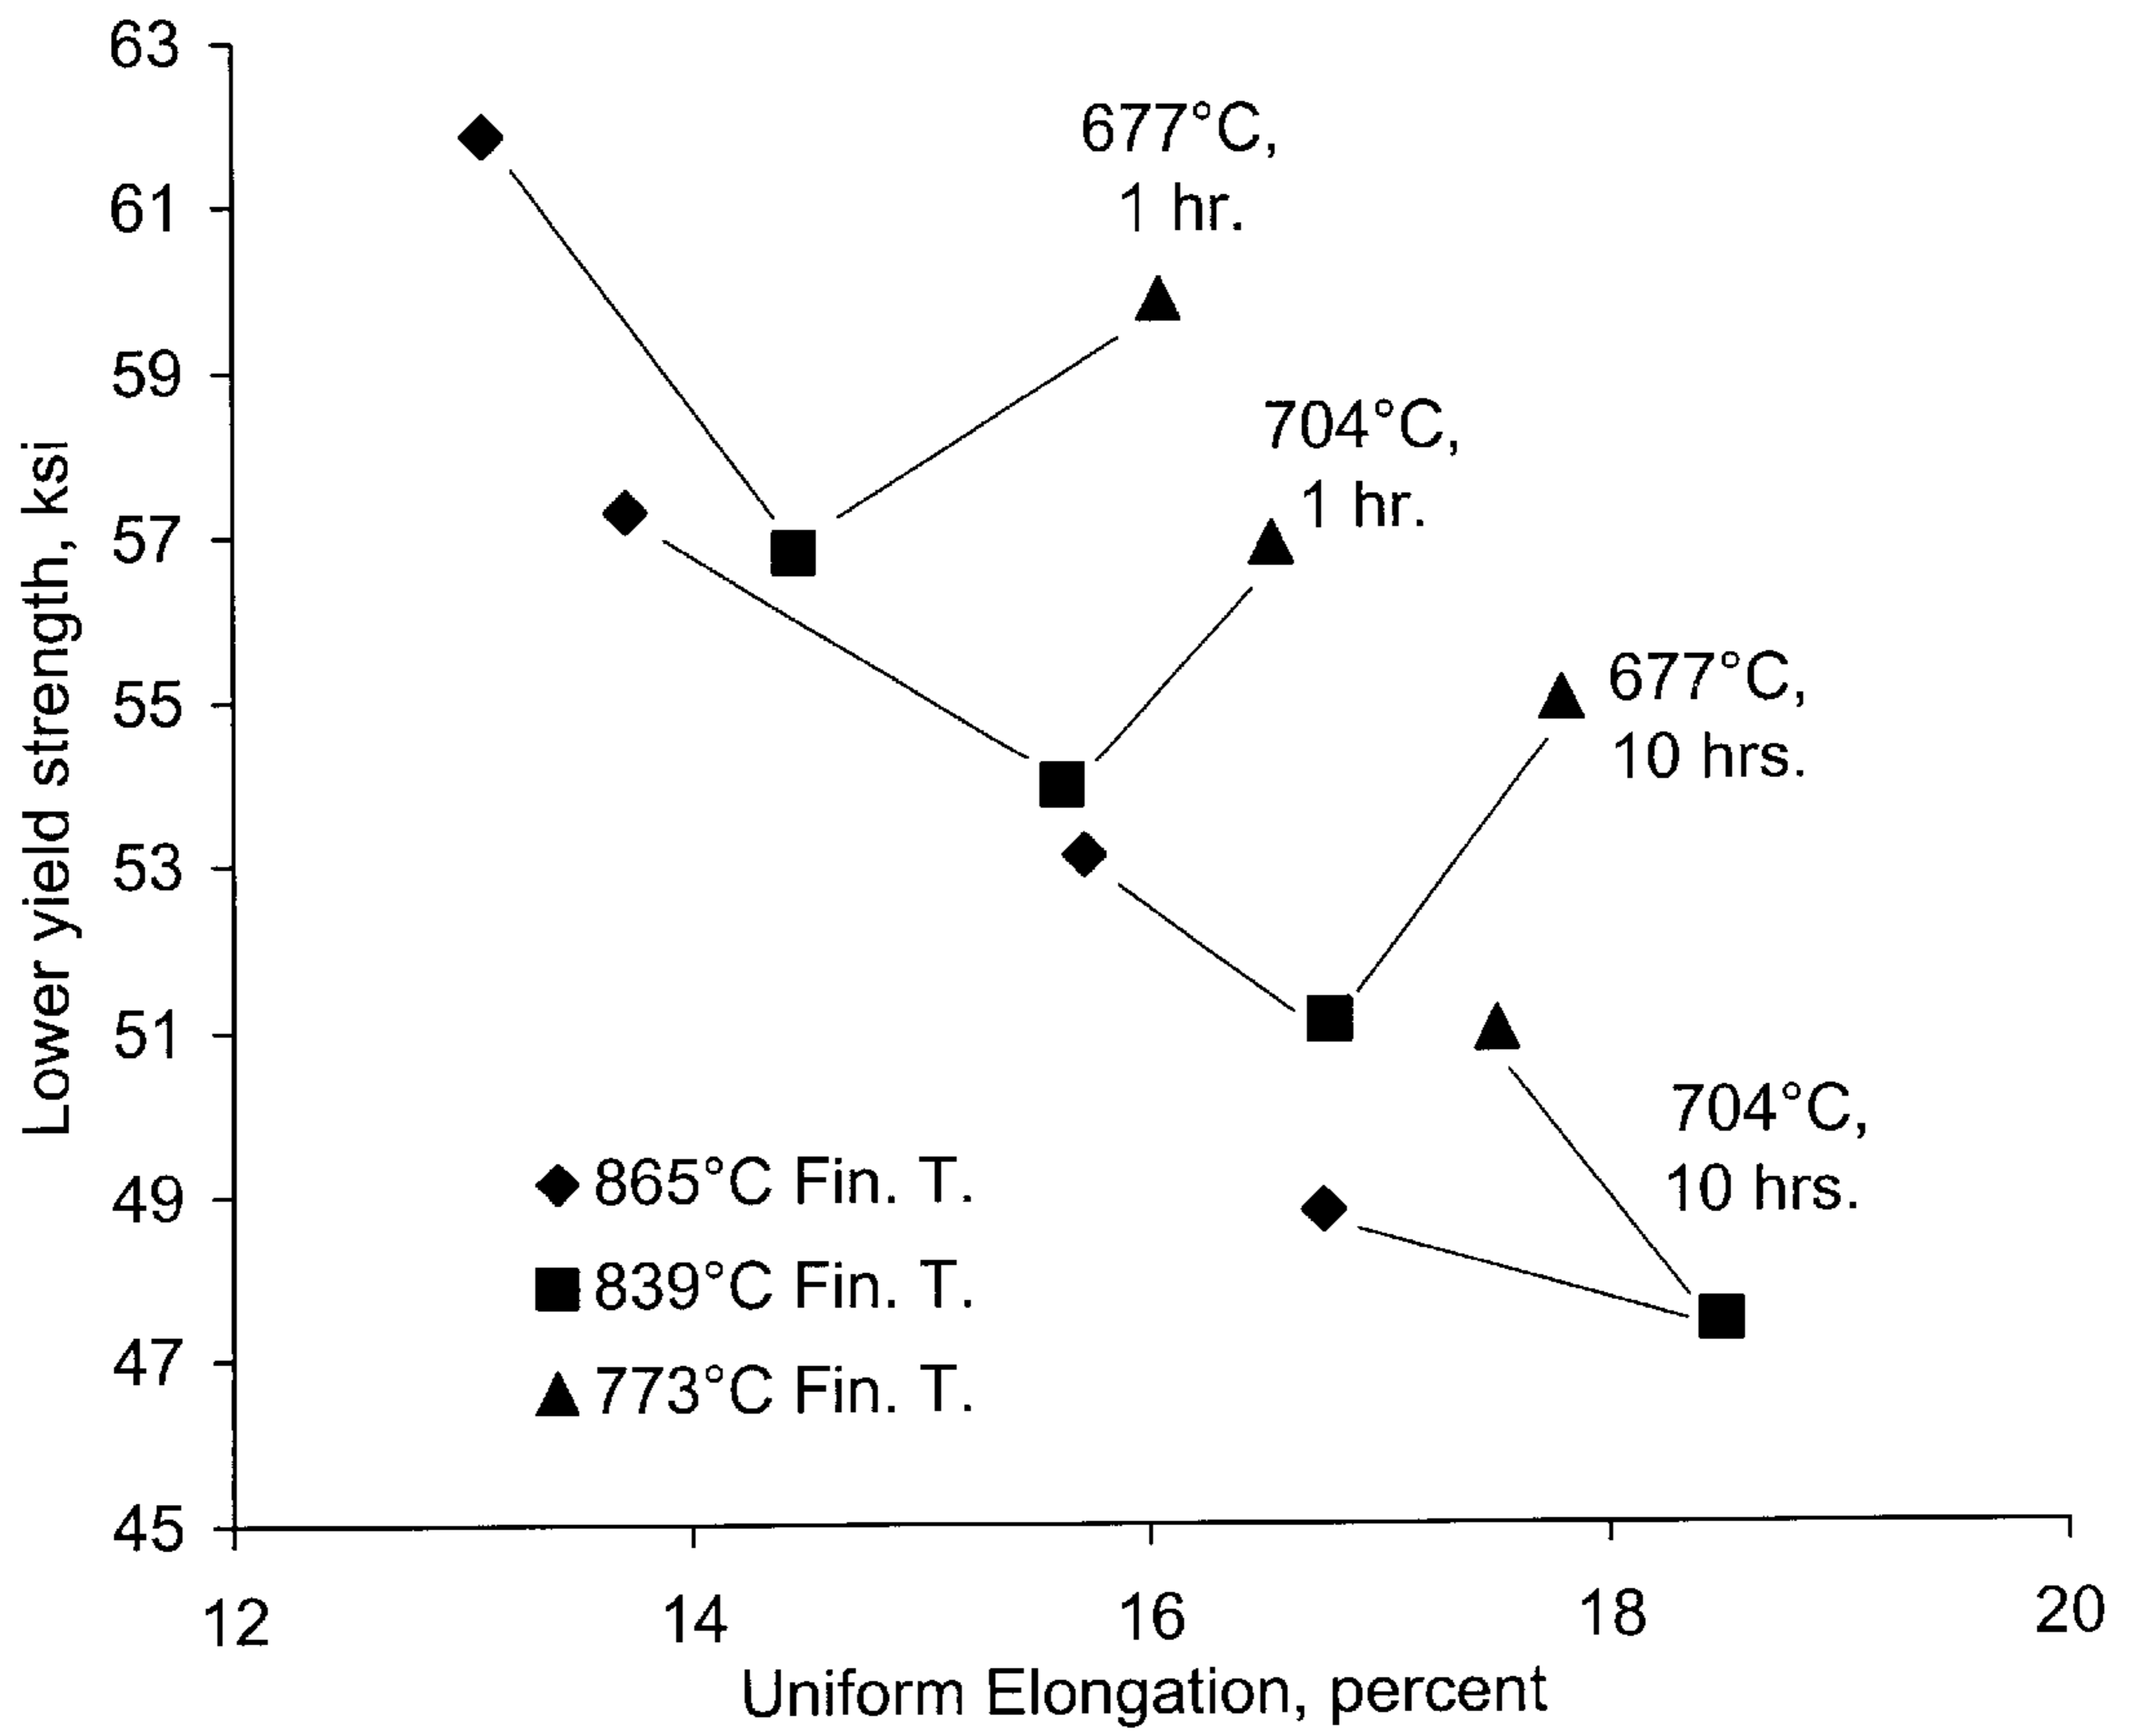 63
61
59
57
55
53
51
49
47
45
Lower yield strength, ksi
677°C,
1 hr.
704°C,
1 hr.
677°C,
10 hrs.
704°C,
10 hrs.
865°C Fin. T.
839°C Fin. T.
773°C Fin. T.
12 14 16 18 20
Uniform Elongation, percent